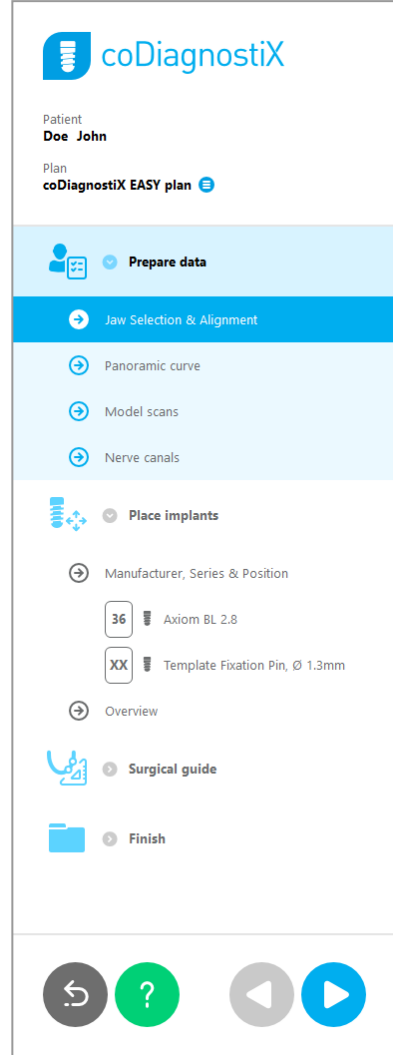 coDiagnostiX
Patient
Doe John
Plan
coDiagnostiX EASY plan
Prepare data
Jaw Selection & Alignment
Panoramic curve
Model scans
Nerve canals
Place implants
Manufacturer, Series & Position
36 Axiom BL 2.8
XX Template Fixation Pin, Ø 1.3mm
Overview
Surgical guide
Finish
?